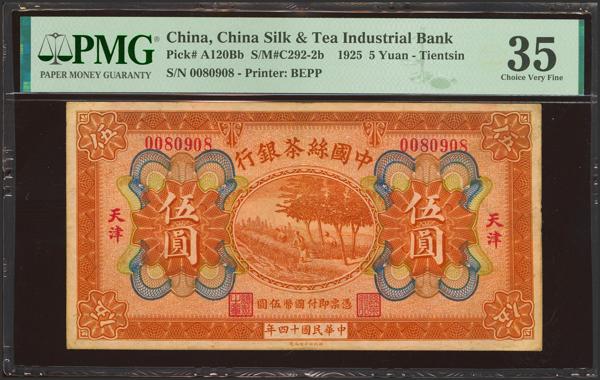 PMG
PAPER MONEY GUARANTY
China, China Silk & Tea Industrial Bank
Pick# A120Bb S/M#C292-2b 1925 5 Yuan - Tientsin
S/N 0080908 - Printer: BEPP
35
Choice Very Fine
伍 伍
0080908 0080908
行銀茶絲國中
天津 伍圓 伍圓 天津
圓伍幣國付即票憑
年四十國民華中
伍 伍